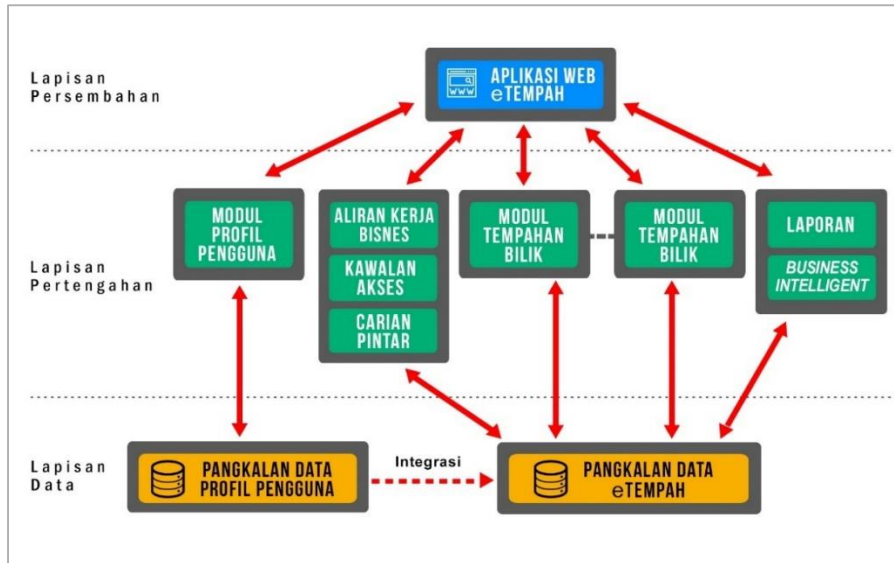 Lapisan
Persembahan
APLIKASI WEB
eTEMPAH
WWW
Lapisan
Pertengahan
MODUL
PROFIL
PENGGUNA
ALIRAN KERJA
BISNES
KAWALAN
AKSES
CARIAN
PINTAR
MODUL
TEMPAHAN
BILIK
MODUL
TEMPAHAN
BILIK
LAPORAN
BUSINESS
INTELLIGENT
Lapisan
Data
PANGKALAN DATA
PROFIL PENGGUNA
Integrasi
PANGKALAN DATA
eTEMPAH